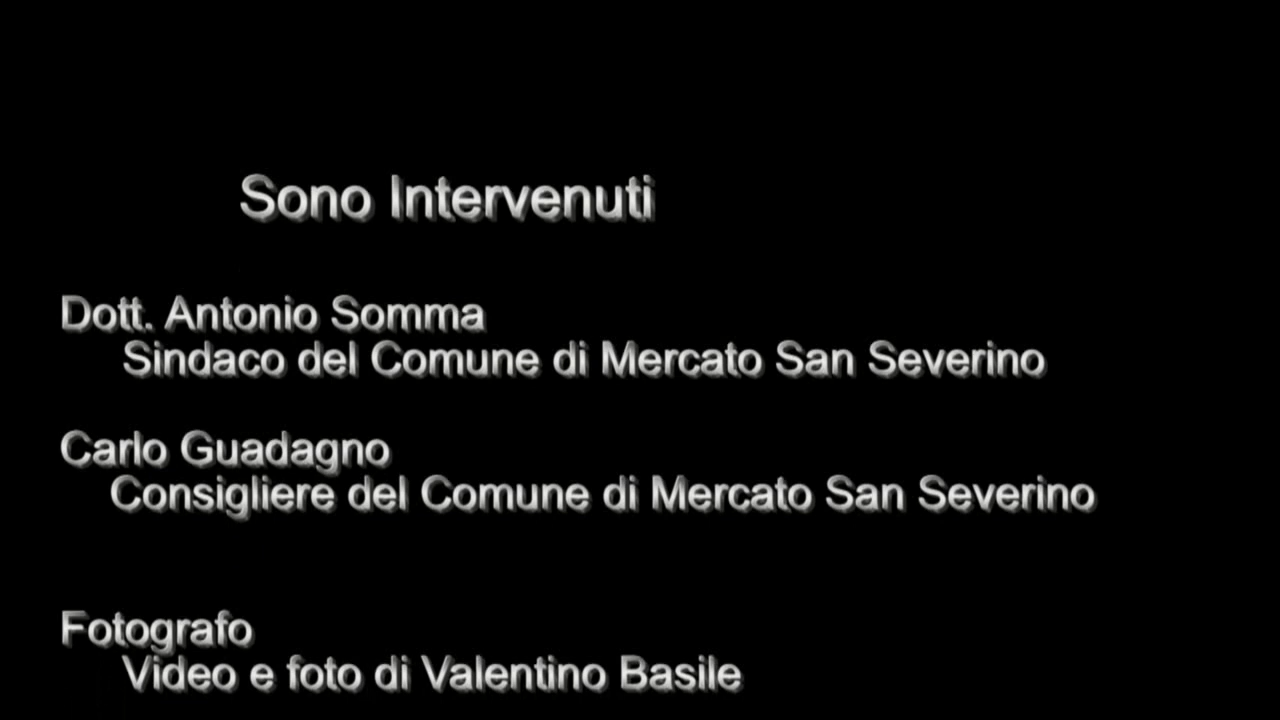 Sono Intervenuti
Dott. Antonio Somma
Sindaco del Comune di Mercato San Severino
Carlo Guadagno
Consigliere del Comune di Mercato San Severino
Fotografo
Video e foto di Valentino Basile